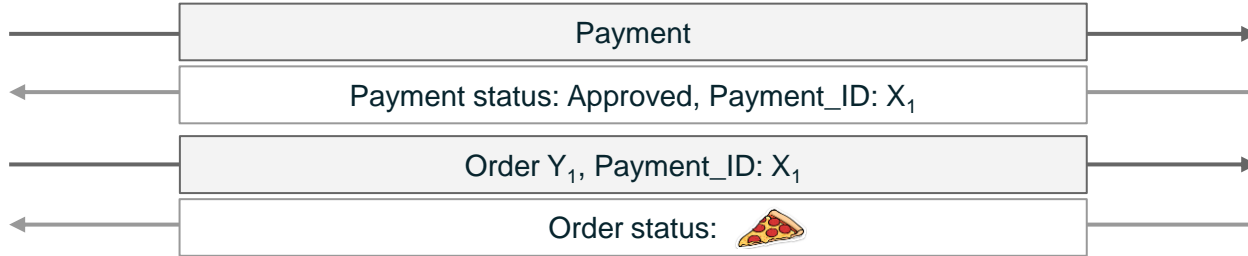 Payment
Payment status: Approved, Payment_ID: X₁
Order Y₁, Payment_ID: X₁
Order status: